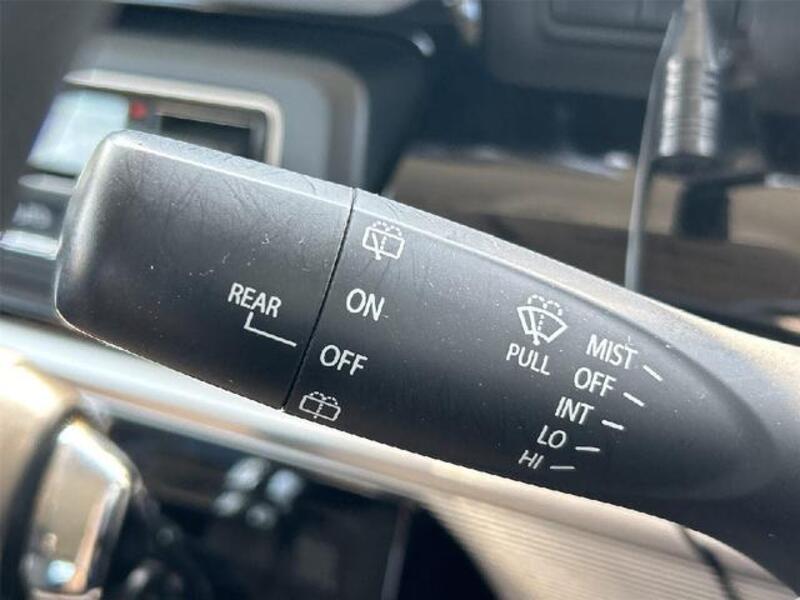 REAR
ON
OFF
PULL
MIST
OFF
INT
LO
HI